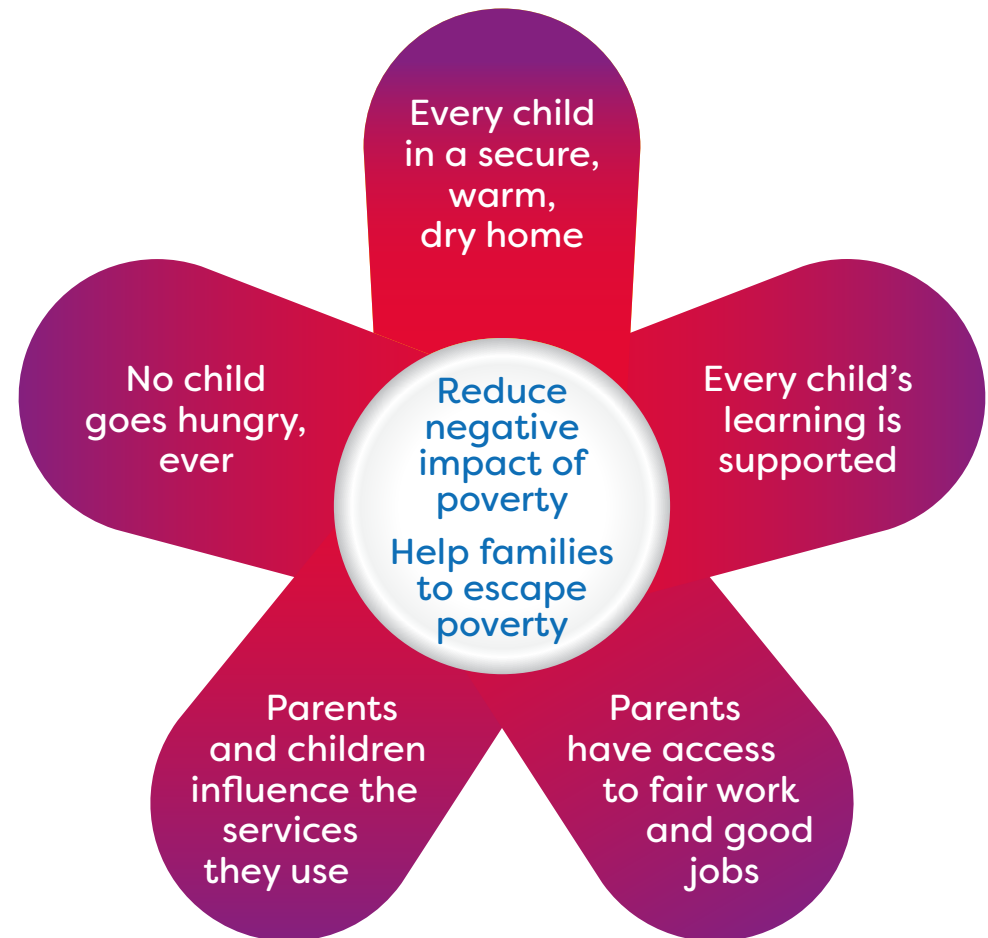 Every child
in a secure,
warm,
dry home
No child
goes hungry,
ever
Reduce
negative
impact of
poverty
Help families
to escape
poverty
Every child’s
learning is
supported
Parents
and children
influence the
services
they use
Parents
have access
to fair work
and good
jobs